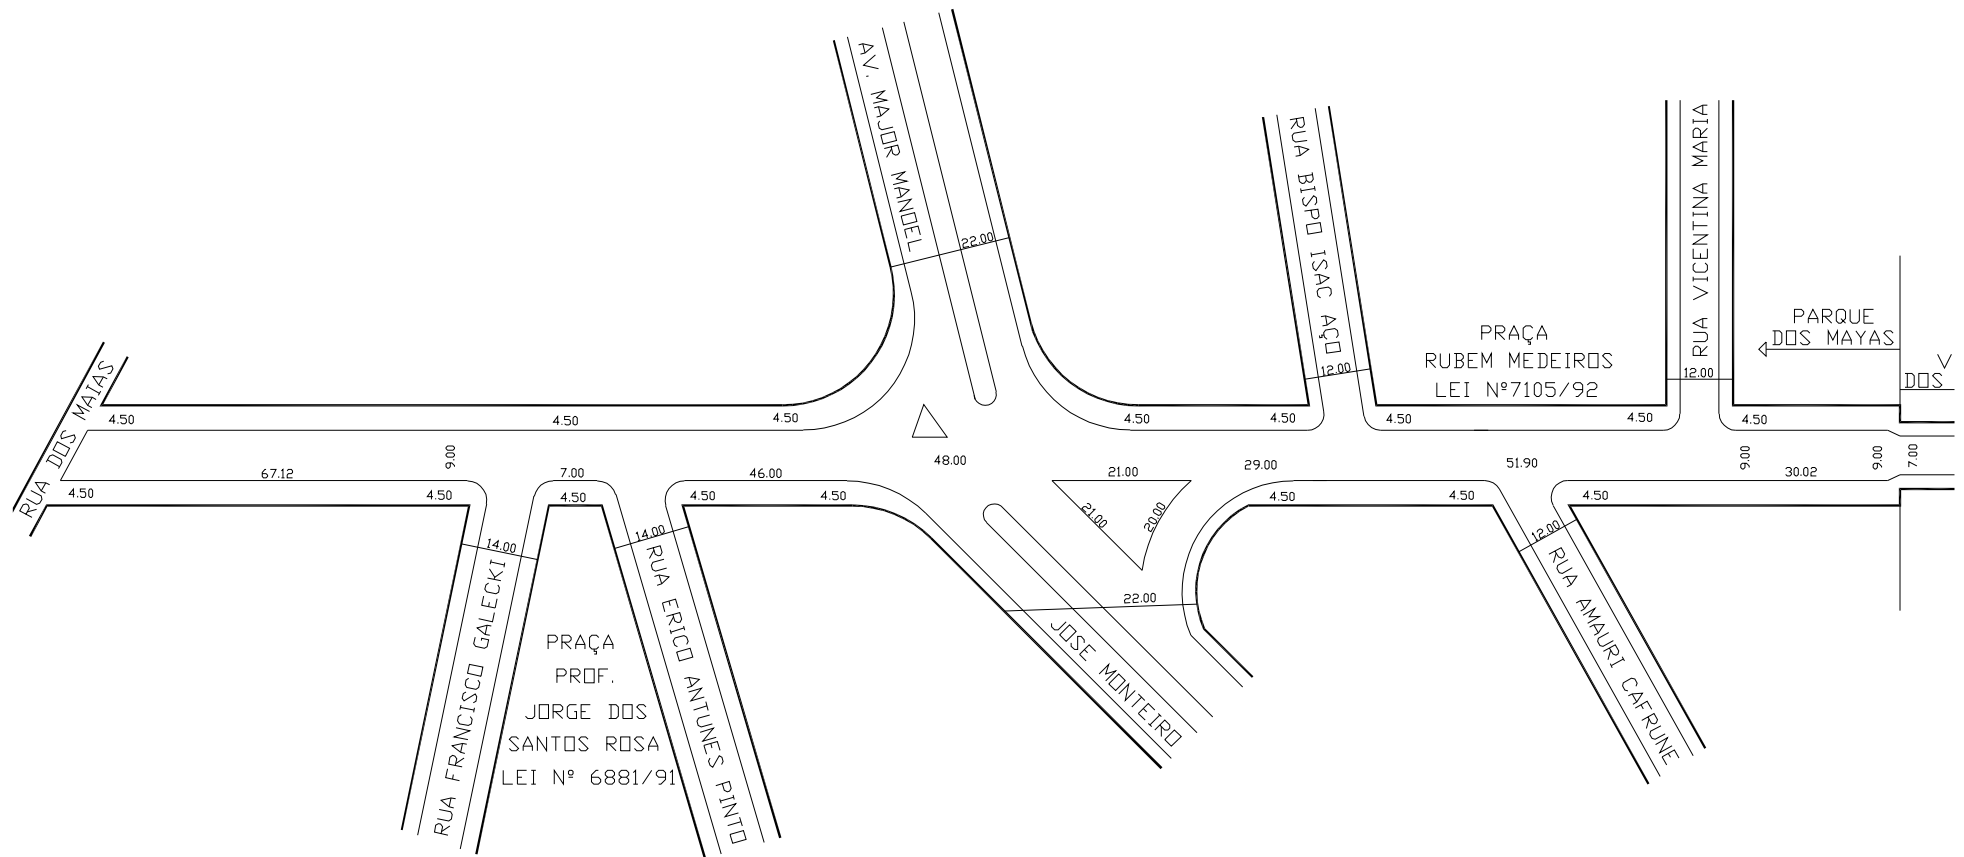 AV. MAJOR MANOEL
22.00
RUA BISPO ISAC AÇO
12.00
PRAÇA
RUBEM MEDEIROS
LEI Nº7105/92
RUA VICENTINA MARIA
12.00
PARQUE
DOS MAYAS
V
DOS
RUA DOS MAIAS
4.50
4.50
4.50
4.50
4.50
4.50
4.50
4.50
9.00
67.12
7.00
46.00
48.00
21.00
29.00
51.90
9.00
30.02
9.00
7.00
4.50
4.50
4.50
4.50
4.50
4.50
4.50
4.50
21.00
20.00
14.00
14.00
12.00
22.00
RUA FRANCISCO GALECKI
PRAÇA
PROF.
JORGE DOS
SANTOS ROSA
LEI Nº 6881/91
RUA ERICO ANTUNES PINTO
JOSE MONTEIRO
RUA AMAURI CAFRUNE